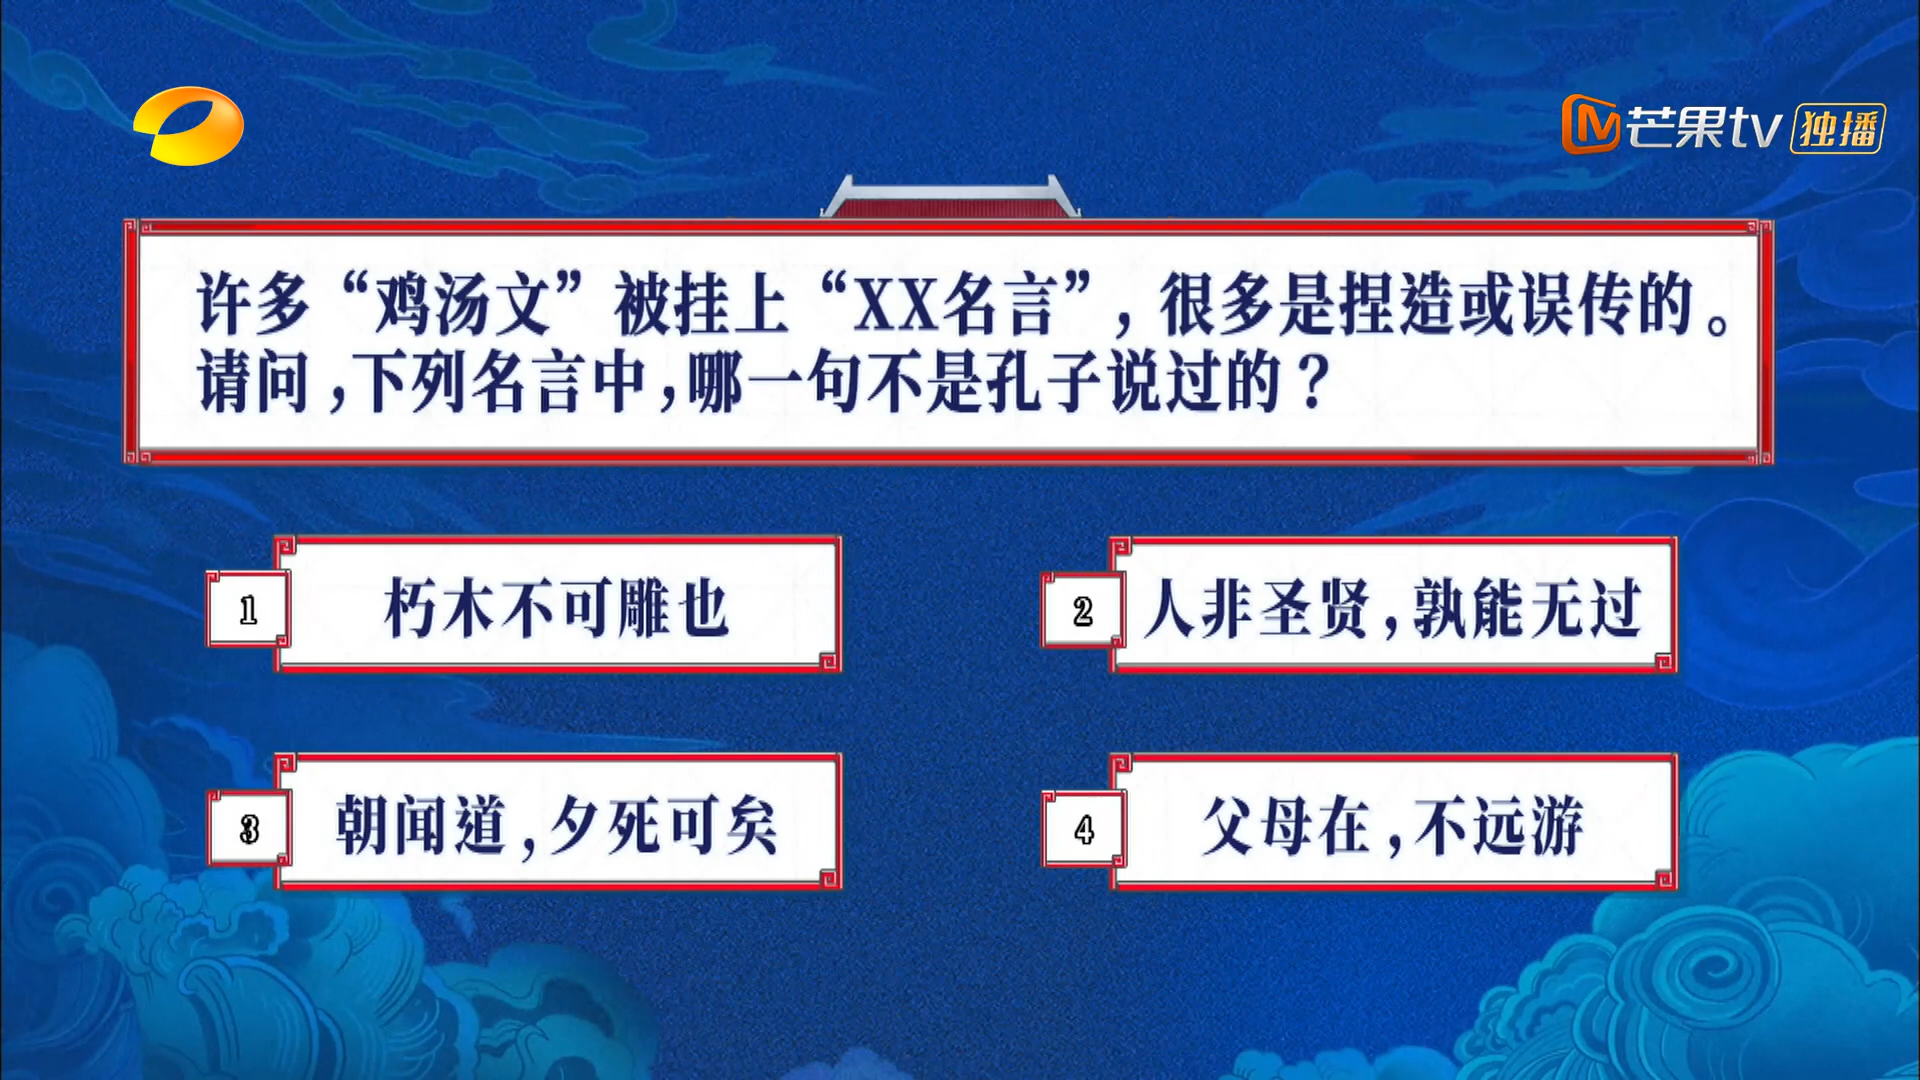 芒果tv 独播
许多“鸡汤文”被挂上“XX名言”，很多是捏造或误传的。
请问，下列名言中，哪一句不是孔子说过的？
1 朽木不可雕也
2 人非圣贤，孰能无过
3 朝闻道，夕死可矣
4 父母在，不远游